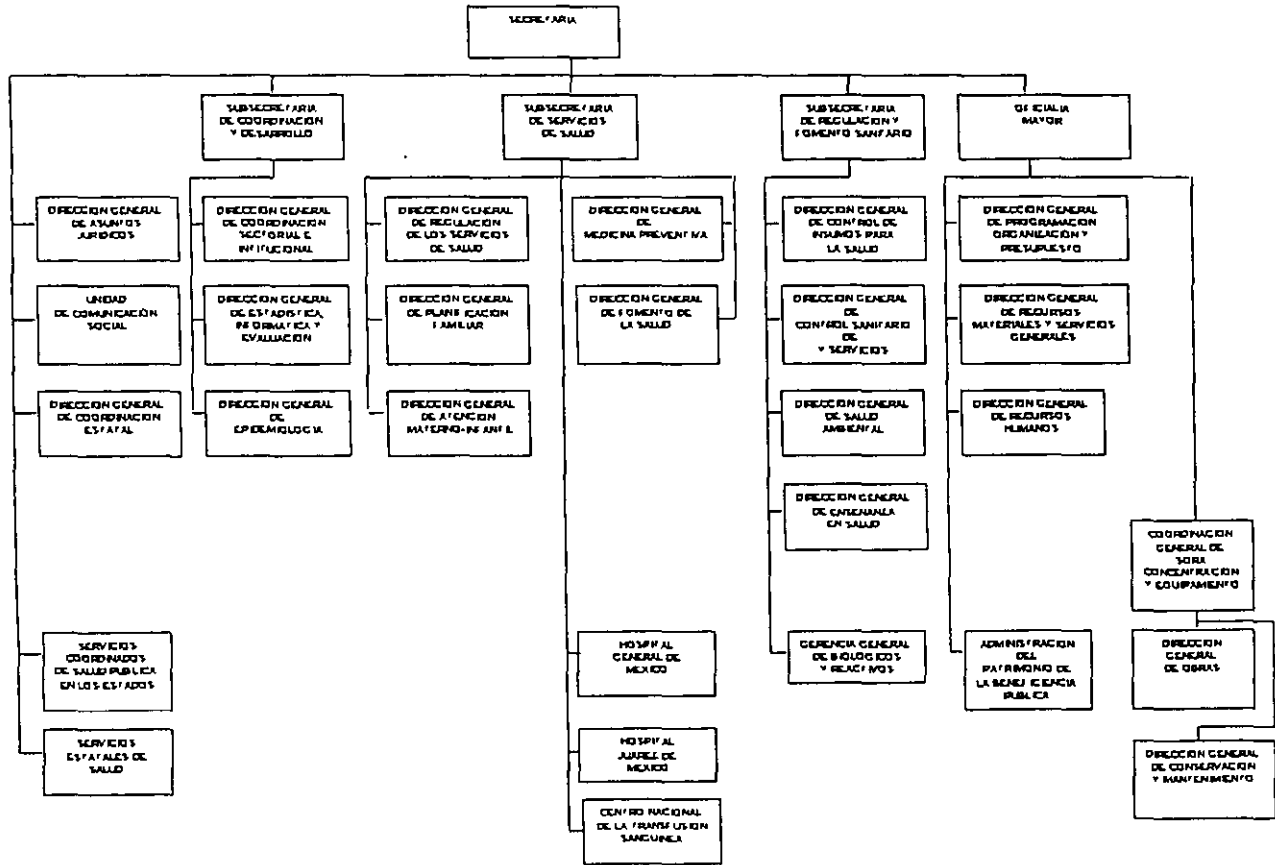 SECRETARIA
SUBSECRETARIA
DE COORDINACION
Y DESARROLLO
SUBSECRETARIA
DE SERVICIOS
DE SALUD
SUBSECRETARIA
DE REGULACION Y
FOMENTO SANITARIO
OFICIALIA
MAYOR
DIRECCION GENERAL
DE ASUNTOS
JURIDICOS
DIRECCION GENERAL
DE COORDINACION
SECTORIAL E
INSTITUCIONAL
DIRECCION GENERAL
DE REGULACION
DE LOS SERVICIOS
DE SALUD
DIRECCION GENERAL
DE
MEDICINA PREVENTIVA
DIRECCION GENERAL
DE CONTROL DE
INSUMOS PARA
LA SALUD
DIRECCION GENERAL
DE PROGRAMACION
ORGANIZACION Y
PRESUPUESTO
UNIDAD
DE COMUNICACIÓN
SOCIAL
DIRECCION GENERAL
DE ESTADISTICA,
INFORMATICA Y
EVALUACION
DIRECCION GENERAL
DE PLANIFICACION
FAMILIAR
DIRECCION GENERAL
DE FOMENTO DE
LA SALUD
DIRECCION GENERAL
DE
CONTROL SANITARIO
DE
Y SERVICIOS
DIRECCION GENERAL
DE RECURSOS
MATERIALES Y SERVICIOS
GENERALES
DIRECCION GENERAL
DE COORDINACION
ESTATAL
DIRECCION GENERAL
DE
EPIDEMIOLOGIA
DIRECCION GENERAL
DE ATENCION
MATERNO-INFANTIL
DIRECCION GENERAL
DE SALUD
AMBIENTAL
DIRECCION GENERAL
DE RECURSOS
HUMANOS
DIRECCION GENERAL
DE ENSEÑANZA
EN SALUD
COORDINACION
GENERAL DE
CONCENTRACION
Y EQUIPAMENTO
SERVICIOS
COORDINADOS
DE SALUD PUBLICA
EN LOS ESTADOS
HOSPITAL
GENERAL DE
MEXICO
GERENCIA GENERAL
DE BIOLOGICOS
Y REACTIVOS
ADMINISTRACION
DEL
PATRIMONIO DE
LA BENEFICENCIA
PUBLICA
DIRECCION
GENERAL
DE OBRAS
SERVICIOS
ESTATALES DE
SALUD
HOSPITAL
JUAREZ DE
MEXICO
DIRECCION GENERAL
DE CONSERVACION
Y MANTENIMIENTO
CENTRO NACIONAL
DE LA TRANSFUSION
SANGUINEA